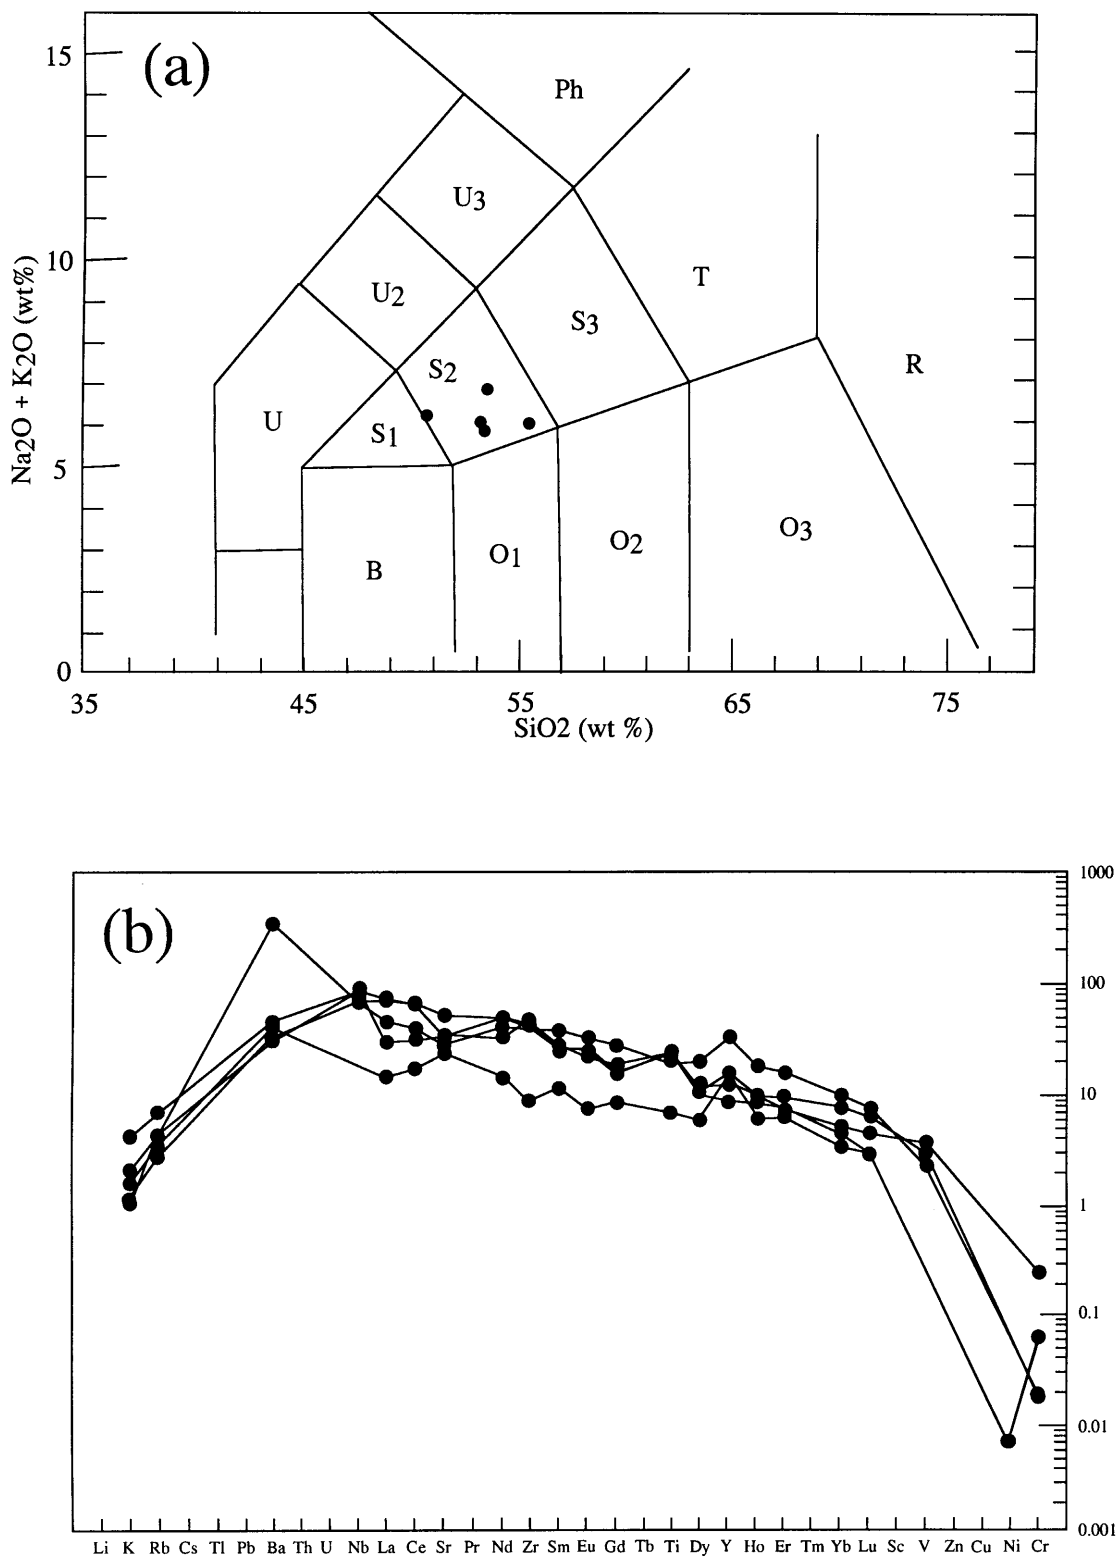 (a)
15
10
5
0
Na2O + K2O (wt%)
Ph
U3
U2
T
S3
S2
R
U
S1
O3
O2
O1
B
35 45 55 65 75
SiO2 (wt %)
(b)
1000
100
10
1
0.1
0.01
0.001
Li K Rb Cs Tl Pb Ba Th U Nb La Ce Sr Pr Nd Zr Sm Eu Gd Tb Ti Dy Y Ho Er Tm Yb Lu Sc V Zn Cu Ni Cr